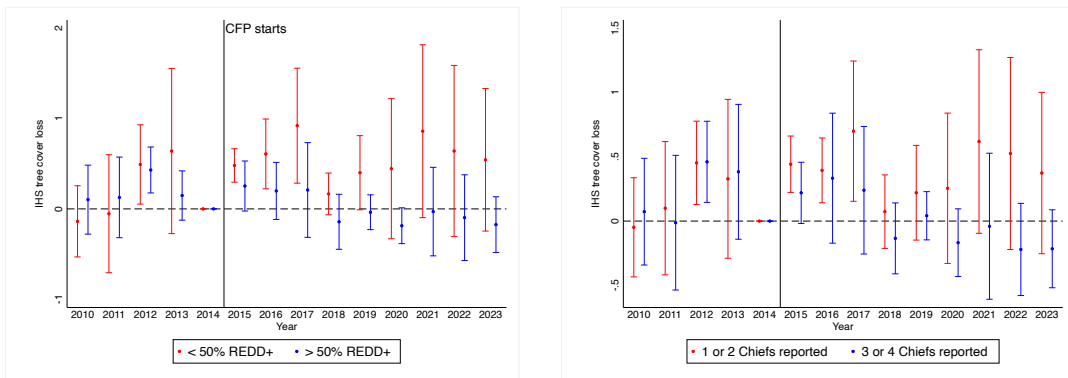 CFP starts
IHS tree cover loss
2
1
0
-1
2010 2011 2012 2013 2014 2015 2016 2017 2018 2019 2020 2021 2022 2023
Year
< 50% REDD+ > 50% REDD+
IHS tree cover loss
1.5
1
.5
0
-.5
2010 2011 2012 2013 2014 2015 2016 2017 2018 2019 2020 2021 2022 2023
Year
1 or 2 Chiefs reported 3 or 4 Chiefs reported